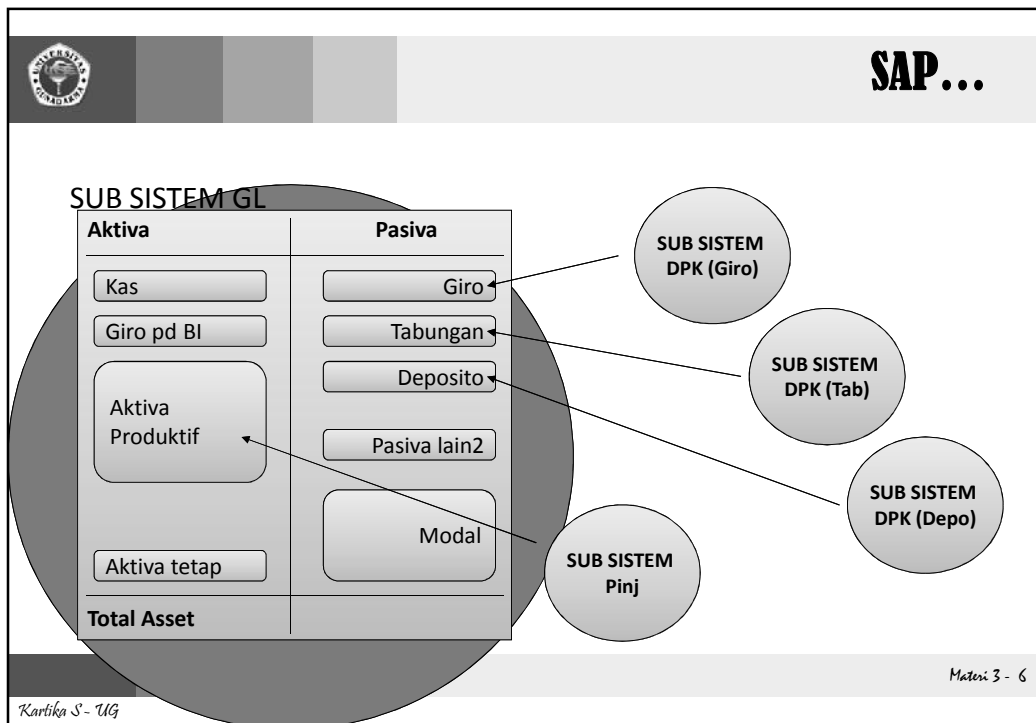 UNIVERSITAS
GUNADARMA
SAP...
SUB SISTEM GL
Aktiva
Pasiva
Kas
Giro
Giro pd BI
Tabungan
Deposito
Aktiva
Produktif
Pasiva lain2
Modal
Aktiva tetap
Total Asset
SUB SISTEM
DPK (Giro)
SUB SISTEM
DPK (Tab)
SUB SISTEM
DPK (Depo)
SUB SISTEM
Pinj
Materi 3 - 6
Kartika S - UG